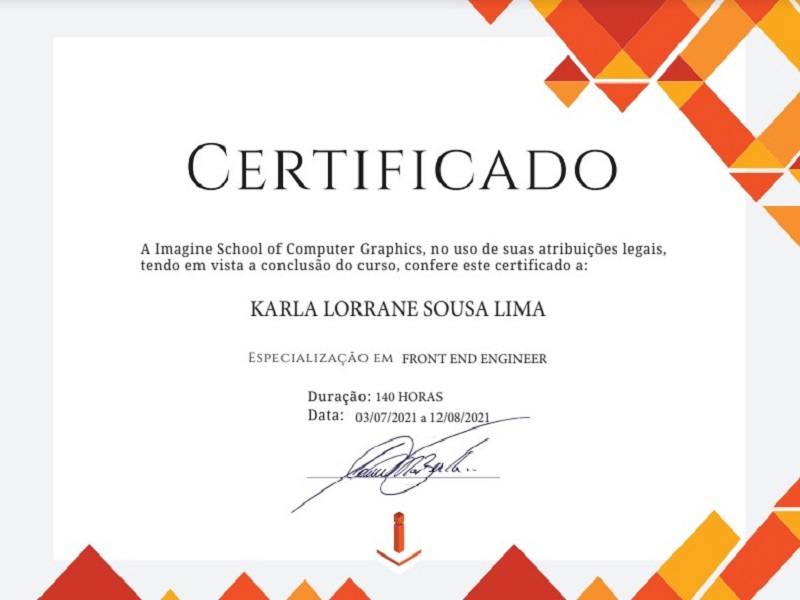 CERTIFICADO
A Imagine School of Computer Graphics, no uso de suas atribuições legais,
tendo em vista a conclusão do curso, confere este certificado a:
KARLA LORRANE SOUSA LIMA
ESPECIALIZAÇÃO EM FRONT END ENGINEER
Duração: 140 HORAS
Data: 03/07/2021 a 12/08/2021